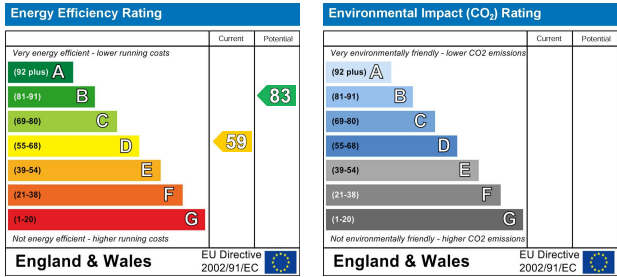 Energy Efficiency Rating
Current Potential
Very energy efficient - lower running costs
(92 plus) A
(81-91) B
83
(69-80) C
(55-68) D
59
(39-54) E
(21-38) F
(1-20) G
Not energy efficient - higher running costs
England & Wales
EU Directive
2002/91/EC
Environmental Impact (CO₂) Rating
Current Potential
Very environmentally friendly - lower CO2 emissions
(92 plus) A
(81-91) B
(69-80) C
(55-68) D
(39-54) E
(21-38) F
(1-20) G
Not environmentally friendly - higher CO2 emissions
England & Wales
EU Directive
2002/91/EC